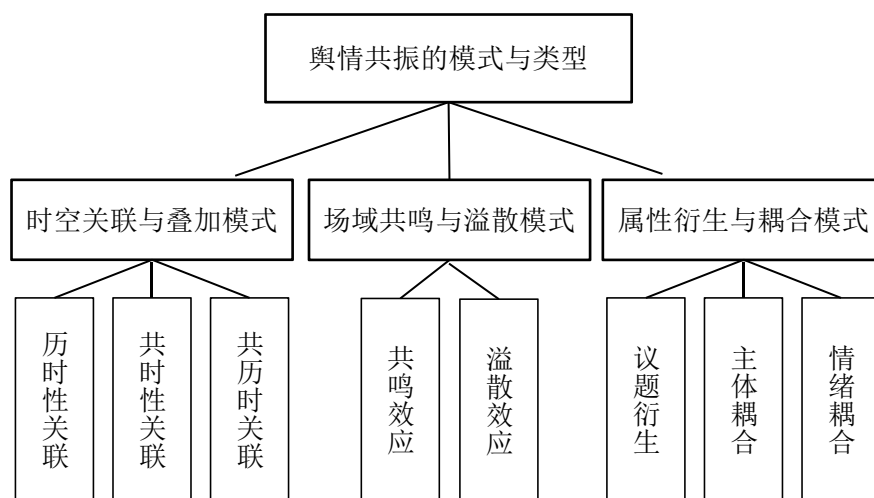 舆情共振的模式与类型
时空关联与叠加模式
场域共鸣与溢散模式
属性衍生与耦合模式
历时性关联
共时性关联
共历时关联
共鸣效应
溢散效应
议题衍生
主体耦合
情绪耦合